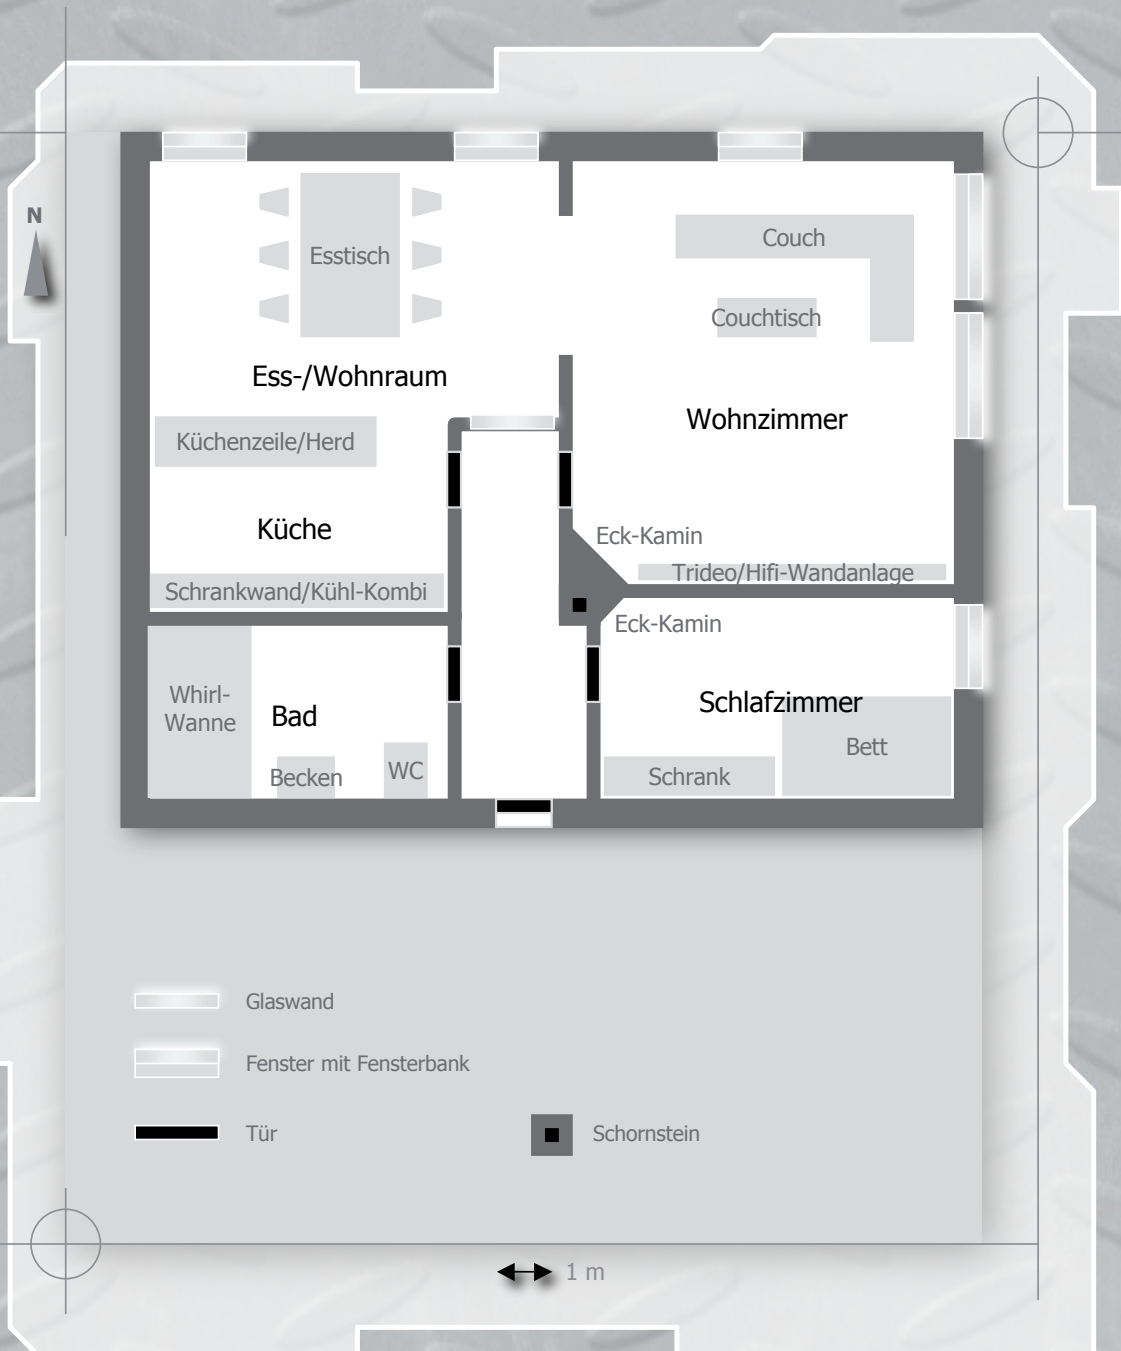 N
Esstisch
Couch
Couchtisch
Ess-/Wohnraum
Wohnzimmer
Küchenzeile/Herd
Küche
Eck-Kamin
Trideo/Hifi-Wandanlage
Schrankwand/Kühl-Kombi
Eck-Kamin
Whirl-
Wanne
Bad
Schlafzimmer
Bett
Becken
WC
Schrank
Glaswand
Fenster mit Fensterbank
Tür
Schornstein
1 m